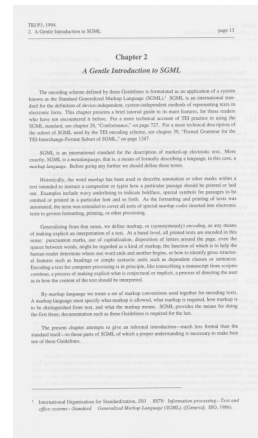 TEI P3, 1994:
2. A Gentle Introduction to SGML
page 13
Chapter 2
A Gentle Introduction to SGML
The encoding scheme defined by these Guidelines is formulated as an application of a system
known as the Standard Generalized Markup Language (SGML).¹ SGML is an international stan-
dard for the definition of device-independent, system-independent methods of representing texts in
electronic form. This chapter presents a brief tutorial guide to its main features, for those readers
who have not encountered it before. For a more technical account of TEI practice in using the
SGML standard, see chapter 28, "Conformance," on page 727. For a more technical description of
the subset of SGML used by the TEI encoding scheme, see chapter 39, "Formal Grammar for the
TEI-Interchange-Format Subset of SGML," on page 1247.
SGML is an international standard for the description of marked-up electronic text. More
exactly, SGML is a metalanguage, that is, a means of formally describing a language, in this case, a
markup language. Before going any further we should define these terms.
Historically, the word markup has been used to describe annotation or other marks within a
text intended to instruct a compositor or typist how a particular passage should be printed or laid
out. Examples include wavy underlining to indicate boldface, special symbols for passages to be
omitted or printed in a particular font and so forth. As the formatting and printing of texts was
automated, the term was extended to cover all sorts of special markup codes inserted into electronic
texts to govern formatting, printing, or other processing.
Generalizing from that sense, we define markup, or (synonymously) encoding, as any means
of making explicit an interpretation of a text. At a banal level, all printed texts are encoded in this
sense: punctuation marks, use of capitalization, disposition of letters around the page, even the
spaces between words, might be regarded as a kind of markup, the function of which is to help the
human reader determine where one word ends and another begins, or how to identify gross structur-
al features such as headings or simple syntactic units such as dependent clauses or sentences.
Encoding a text for computer processing is in principle, like transcribing a manuscript from scriptio
continua, a process of making explicit what is conjectural or implicit, a process of directing the user
as to how the content of the text should be interpreted.
By markup language we mean a set of markup conventions used together for encoding texts.
A markup language must specify what markup is allowed, what markup is required, how markup is
to be distinguished from text, and what the markup means. SGML provides the means for doing
the first three; documentation such as these Guidelines is required for the last.
The present chapter attempts to give an informal introduction—much less formal than the
standard itself—to those parts of SGML of which a proper understanding is necessary to make best
use of these Guidelines.
¹ International Organization for Standardization, ISO 8879: Information processing—Text and
office systems—Standard Generalized Markup Language (SGML), ([Geneva]: ISO, 1986).